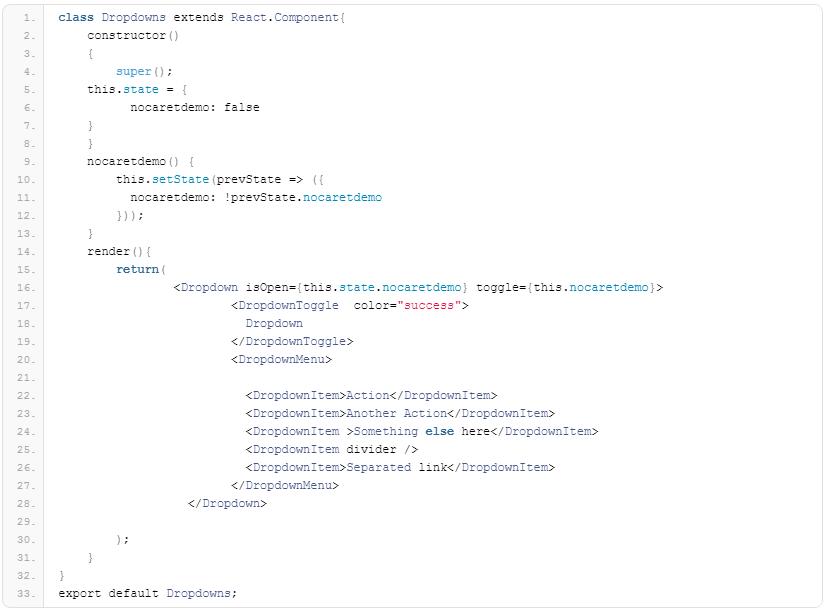 1. class Dropdowns extends React.Component{
2.     constructor()
3.     {
4.         super();
5.     this.state = {
6.           nocaretdemo: false
7.     }
8.     }
9.     nocaretdemo() {
10.         this.setState(prevState => ({
11.           nocaretdemo: !prevState.nocaretdemo
12.         }));
13.     }
14.     render(){
15.         return(
16.                 <Dropdown isOpen={this.state.nocaretdemo} toggle={this.nocaretdemo}>
17.                         <DropdownToggle  color="success">
18.                           Dropdown
19.                         </DropdownToggle>
20.                         <DropdownMenu>
21.
22.                           <DropdownItem>Action</DropdownItem>
23.                           <DropdownItem>Another Action</DropdownItem>
24.                           <DropdownItem >Something else here</DropdownItem>
25.                           <DropdownItem divider />
26.                           <DropdownItem>Separated link</DropdownItem>
27.                         </DropdownMenu>
28.                   </Dropdown>
29.
30.         );
31.     }
32. }
33. export default Dropdowns;